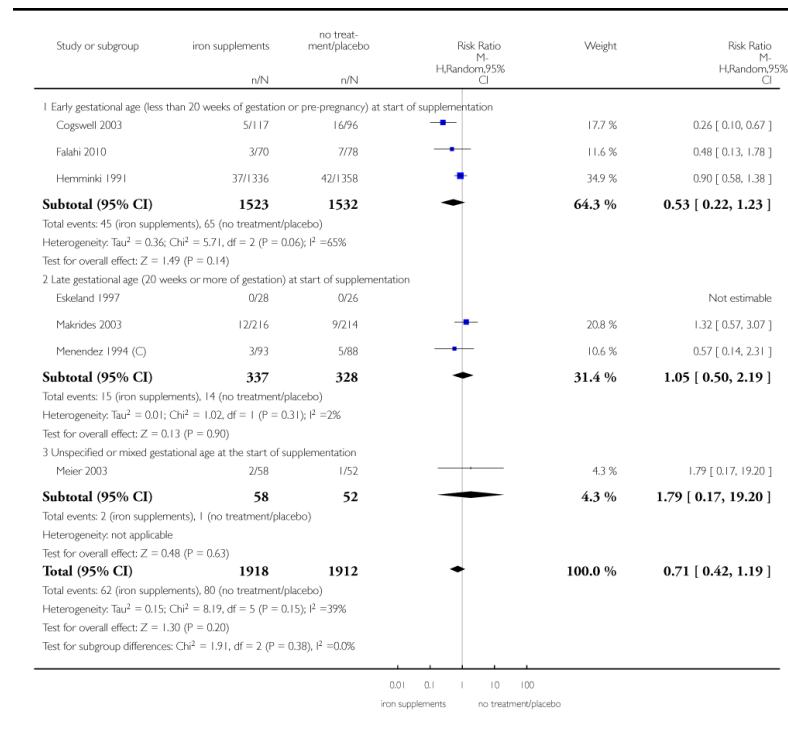 Study or subgroup iron supplements no treat-ment/placebo Risk Ratio Weight Risk Ratio
M-H,Random,95% CI M-H,Random,95% CI
n/N n/N
1 Early gestational age (less than 20 weeks of gestation or pre-pregnancy) at start of supplementation
Cogswell 2003 5/117 16/96 17.7 % 0.26 [ 0.10, 0.67 ]
Falahi 2010 3/70 7/78 11.6 % 0.48 [ 0.13, 1.78 ]
Hemminki 1991 37/1336 42/1358 34.9 % 0.90 [ 0.58, 1.38 ]
Subtotal (95% CI) 1523 1532 64.3 % 0.53 [ 0.22, 1.23 ]
Total events: 45 (iron supplements), 65 (no treatment/placebo)
Heterogeneity: Tau² = 0.36; Chi² = 5.71, df = 2 (P = 0.06); I² =65%
Test for overall effect: Z = 1.49 (P = 0.14)
2 Late gestational age (20 weeks or more of gestation) at start of supplementation
Eskeland 1997 0/28 0/26 Not estimable
Makrides 2003 12/216 9/214 20.8 % 1.32 [ 0.57, 3.07 ]
Menendez 1994 (C) 3/93 5/88 10.6 % 0.57 [ 0.14, 2.31 ]
Subtotal (95% CI) 337 328 31.4 % 1.05 [ 0.50, 2.19 ]
Total events: 15 (iron supplements), 14 (no treatment/placebo)
Heterogeneity: Tau² = 0.01; Chi² = 1.02, df = 1 (P = 0.31); I² =2%
Test for overall effect: Z = 0.13 (P = 0.90)
3 Unspecified or mixed gestational age at the start of supplementation
Meier 2003 2/58 1/52 4.3 % 1.79 [ 0.17, 19.20 ]
Subtotal (95% CI) 58 52 4.3 % 1.79 [ 0.17, 19.20 ]
Total events: 2 (iron supplements), 1 (no treatment/placebo)
Heterogeneity: not applicable
Test for overall effect: Z = 0.48 (P = 0.63)
Total (95% CI) 1918 1912 100.0 % 0.71 [ 0.42, 1.19 ]
Total events: 62 (iron supplements), 80 (no treatment/placebo)
Heterogeneity: Tau² = 0.15; Chi² = 8.19, df = 5 (P = 0.15); I² =39%
Test for overall effect: Z = 1.30 (P = 0.20)
Test for subgroup differences: Chi² = 1.91, df = 2 (P = 0.38), I² =0.0%
0.01 0.1 1 10 100
iron supplements no treatment/placebo